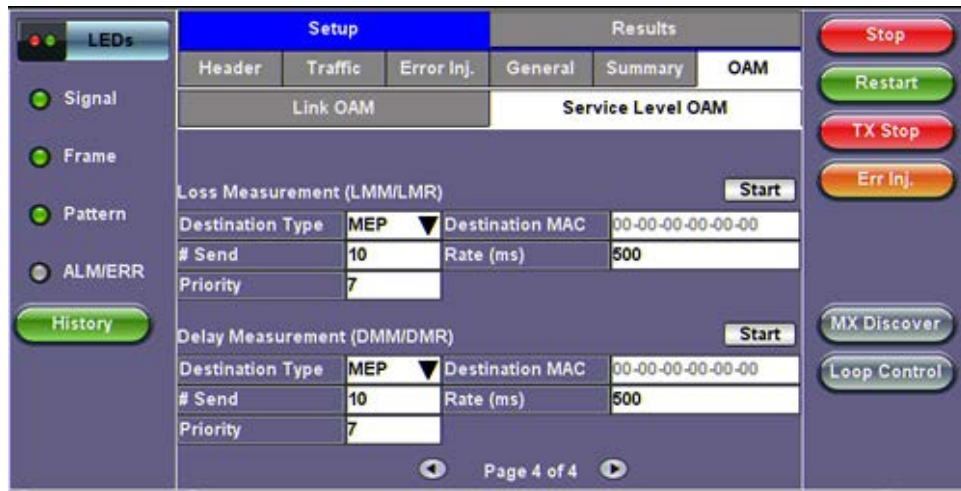 LEDs
Signal
Frame
Pattern
ALM/ERR
History
Setup Results
Header Traffic Error Inj. General Summary OAM
Link OAM Service Level OAM
Loss Measurement (LMM/LMR) Start
Destination Type MEP Destination MAC 00-00-00-00-00-00
# Send 10 Rate (ms) 500
Priority 7
Delay Measurement (DMM/DMR) Start
Destination Type MEP Destination MAC 00-00-00-00-00-00
# Send 10 Rate (ms) 500
Priority 7
Page 4 of 4
Stop
Restart
TX Stop
Err Inj.
MX Discover
Loop Control